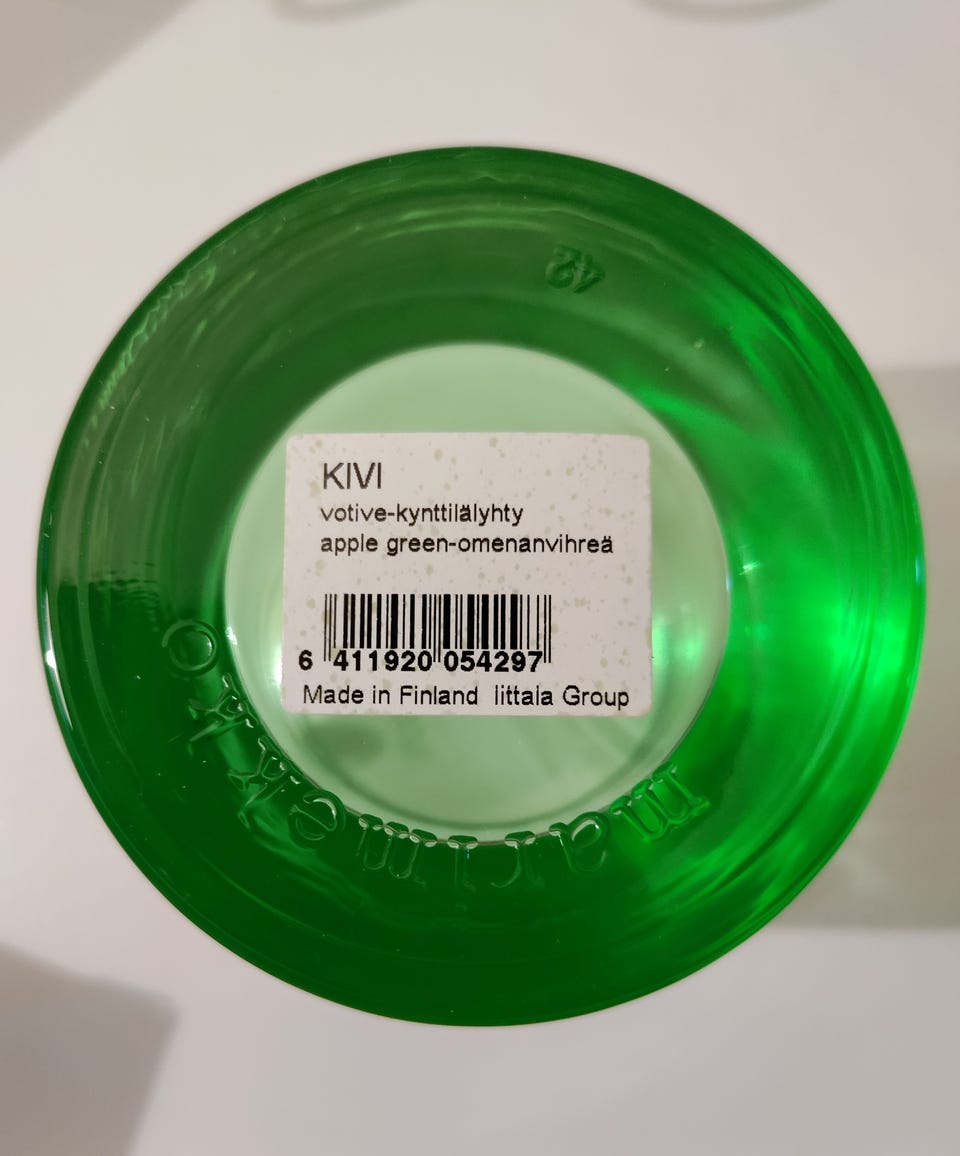 42
KIVI
votive-kynttilälyhty
apple green-omenanvihreä
6 411920 054297
Made in Finland Iittala Group
marimekko